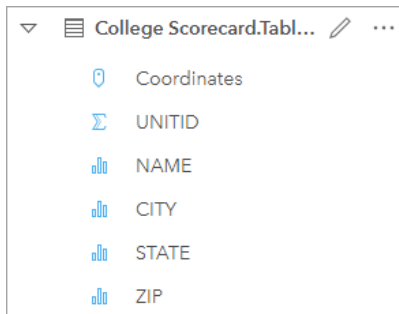 College Scorecard.Tabl...
Coordinates
UNITID
NAME
CITY
STATE
ZIP